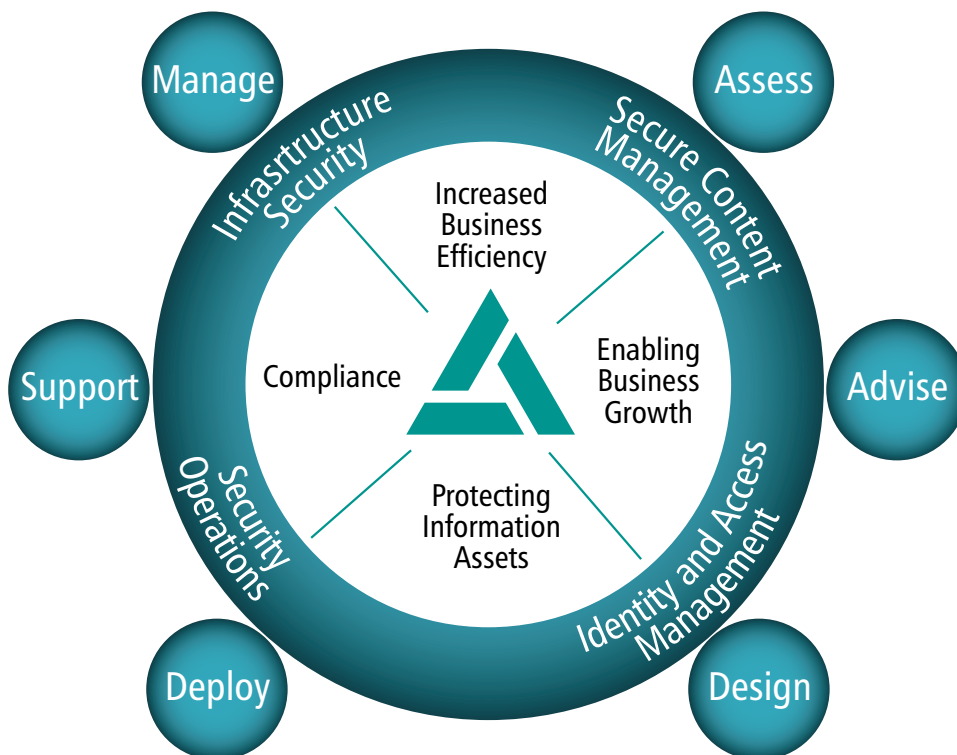 Manage
Assess
Infrasrtructure
Security
Secure Content
Management
Increased
Business
Efficiency
Compliance
Enabling
Business
Growth
Support
Advise
Protecting
Information
Assets
Security
Operations
Identity and Access
Management
Deploy
Design